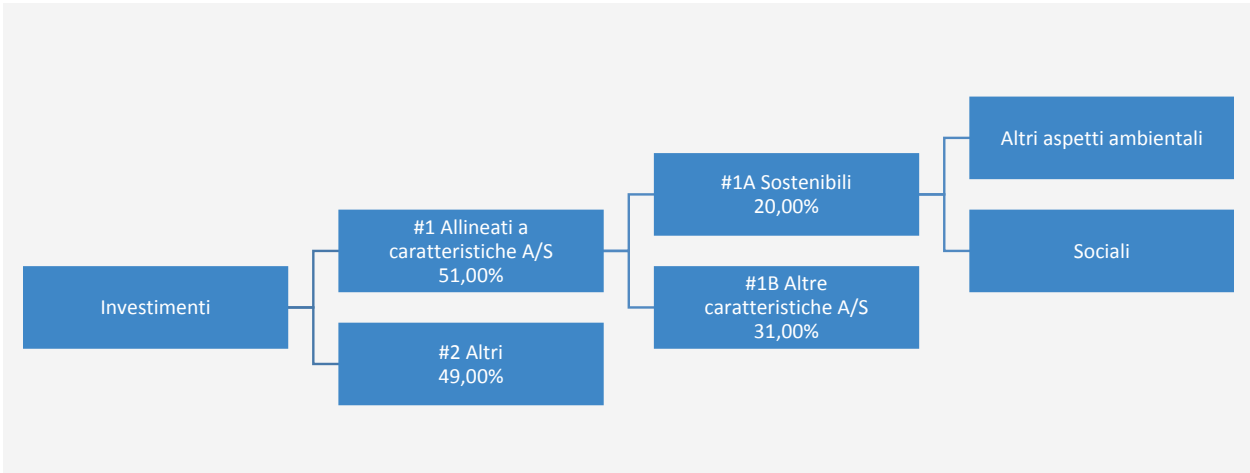 Investimenti
#1 Allineati a
caratteristiche A/S
51,00%
#2 Altri
49,00%
#1A Sostenibili
20,00%
#1B Altre
caratteristiche A/S
31,00%
Altri aspetti ambientali
Sociali